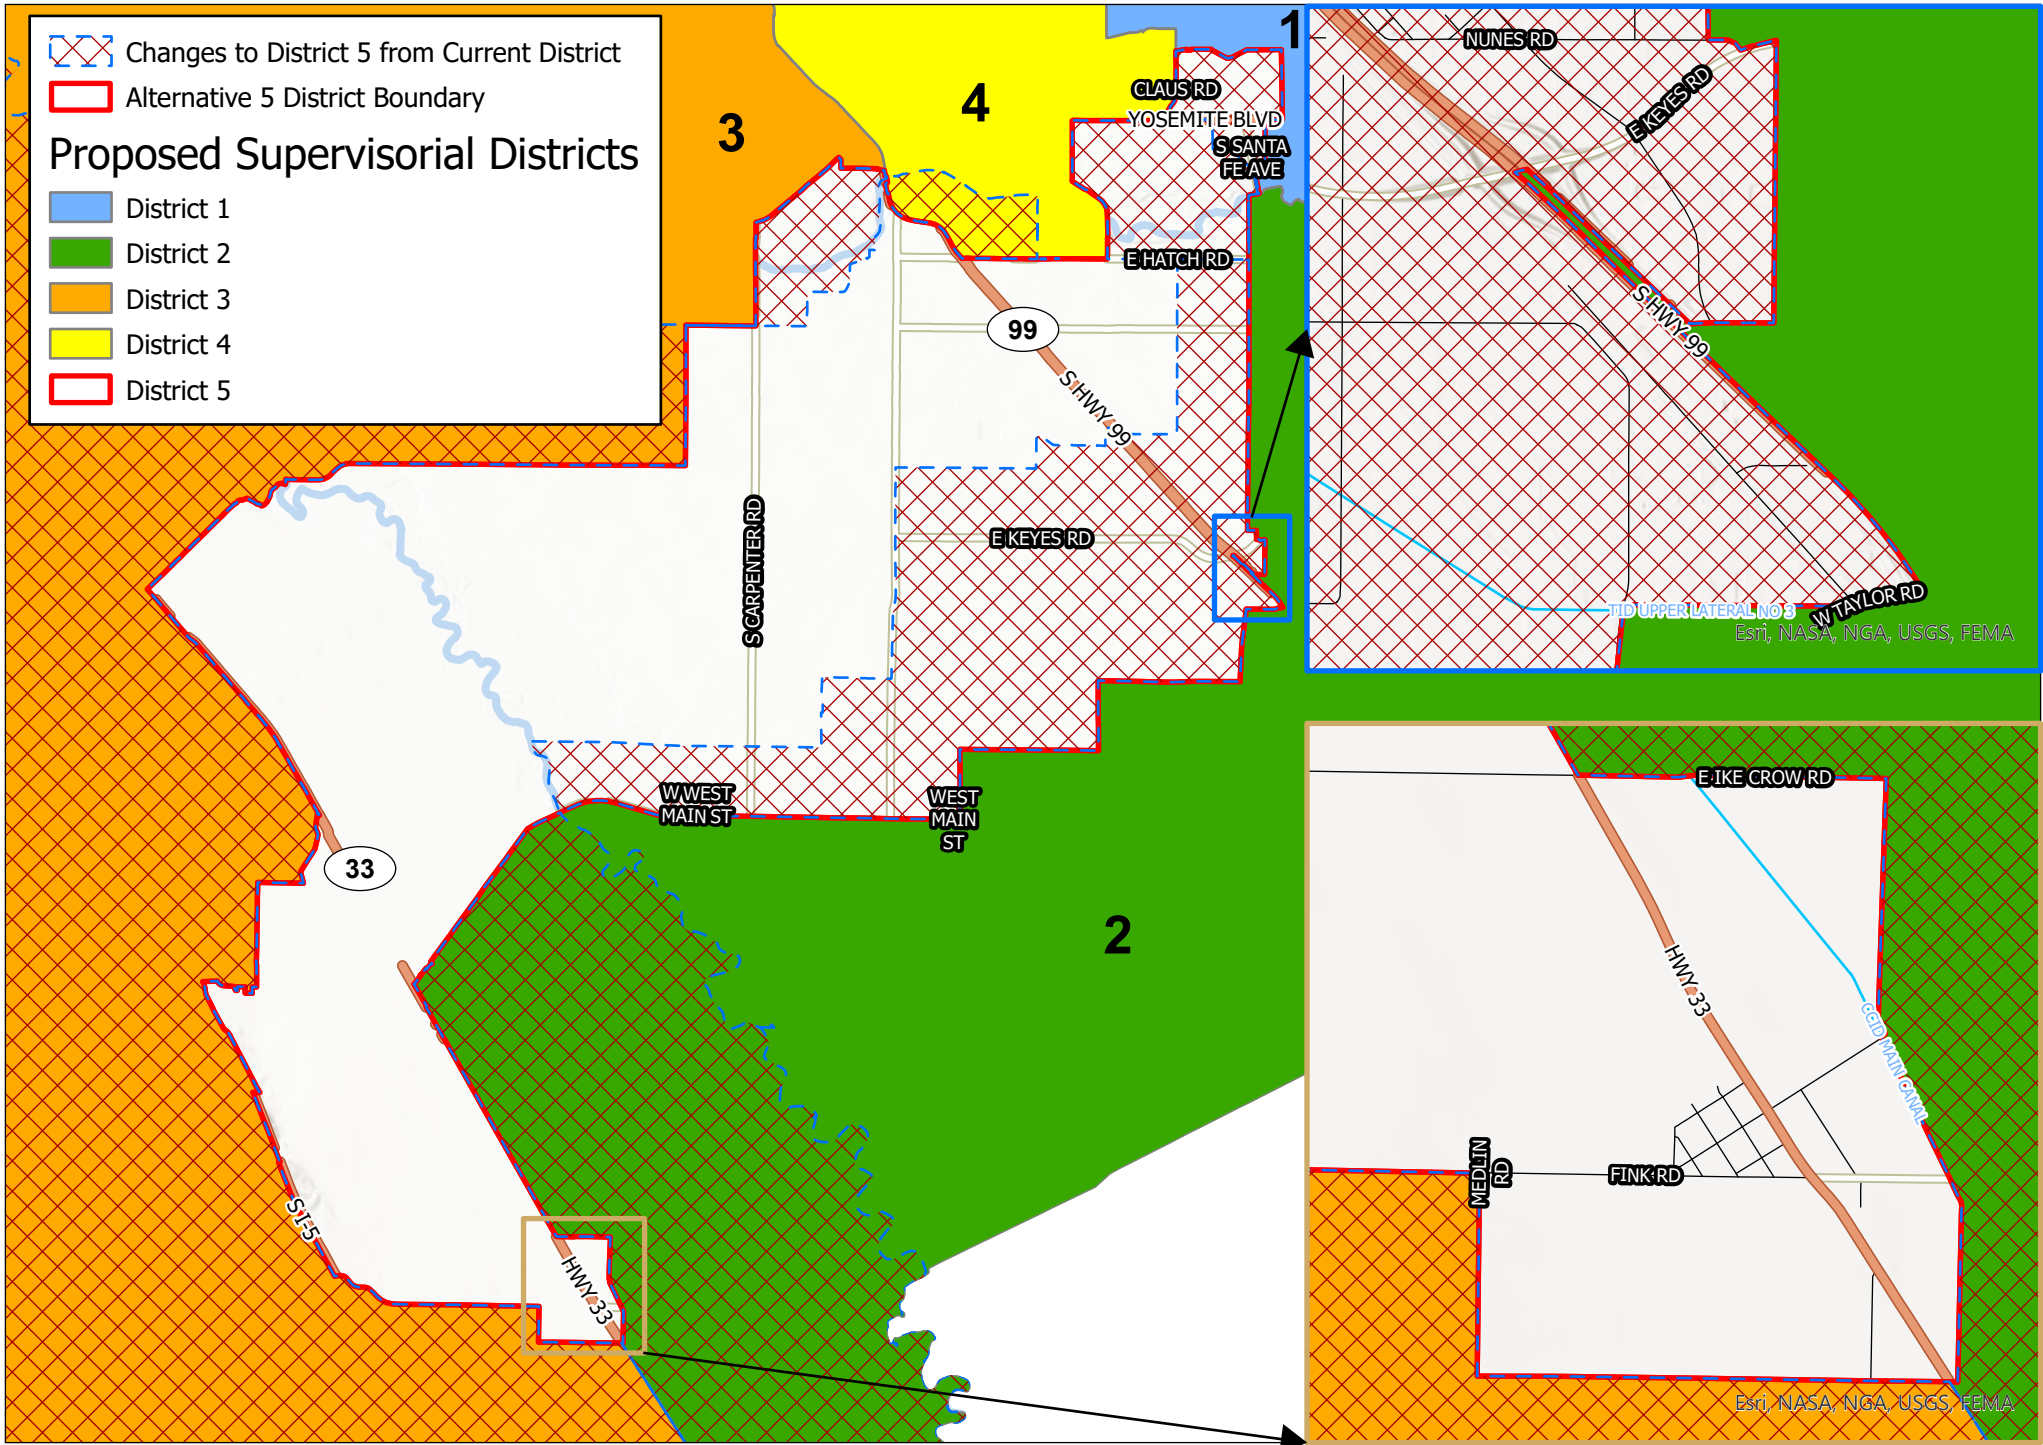 Changes to District 5 from Current District
Alternative 5 District Boundary
Proposed Supervisorial Districts
District 1
District 2
District 3
District 4
District 5
1
3
4
2
CLAUS RD
YOSEMITE BLVD
S SANTA
FE AVE
E HATCH RD
99
S HWY 99
E KEYES RD
S CARPENTER RD
W WEST
MAIN ST
WEST
MAIN
ST
33
S I-5
HWY 33
NUNES RD
E KEYES RD
S HWY 99
TID UPPER LATERAL NO 3
W TAYLOR RD
Esri, NASA, NGA, USGS, FEMA
E IKE CROW RD
HWY 33
CCID MAIN CANAL
MEDLIN
RD
FINK RD
Esri, NASA, NGA, USGS, FEMA